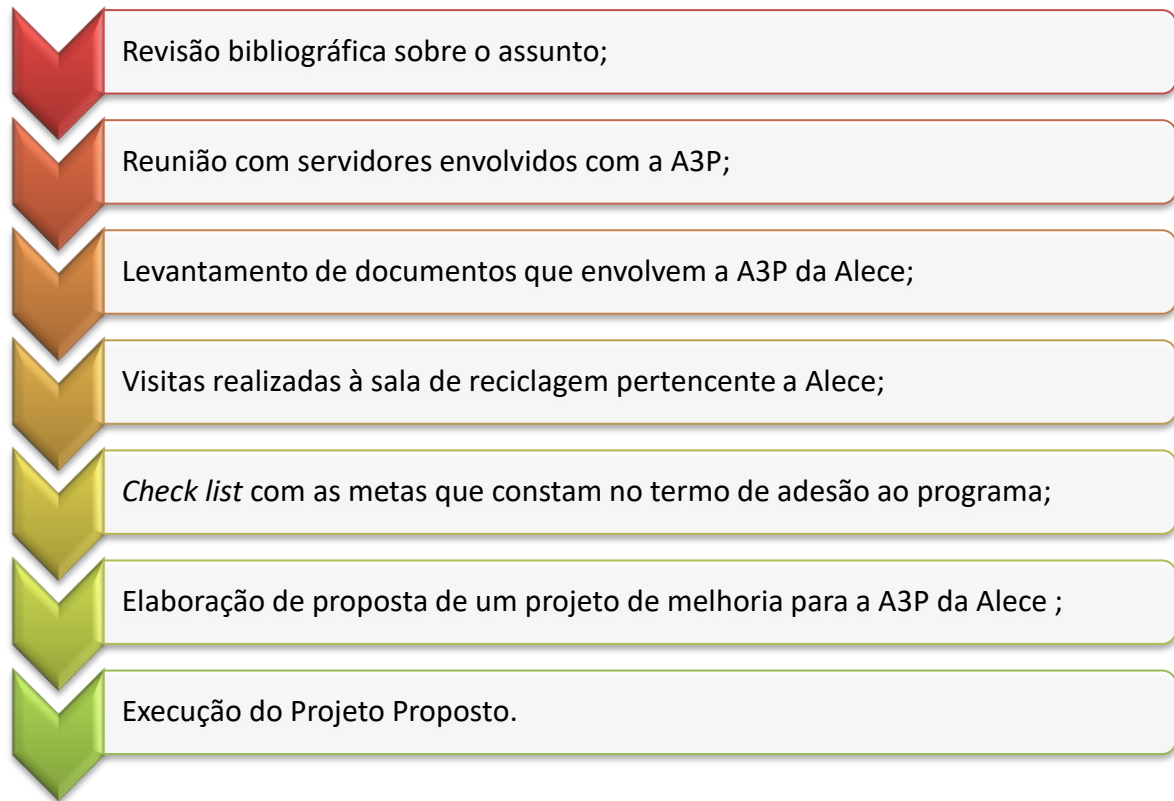 Revisão bibliográfica sobre o assunto;
Reunião com servidores envolvidos com a A3P;
Levantamento de documentos que envolvem a A3P da Alece;
Visitas realizadas à sala de reciclagem pertencente a Alece;
Check list com as metas que constam no termo de adesão ao programa;
Elaboração de proposta de um projeto de melhoria para a A3P da Alece ;
Execução do Projeto Proposto.